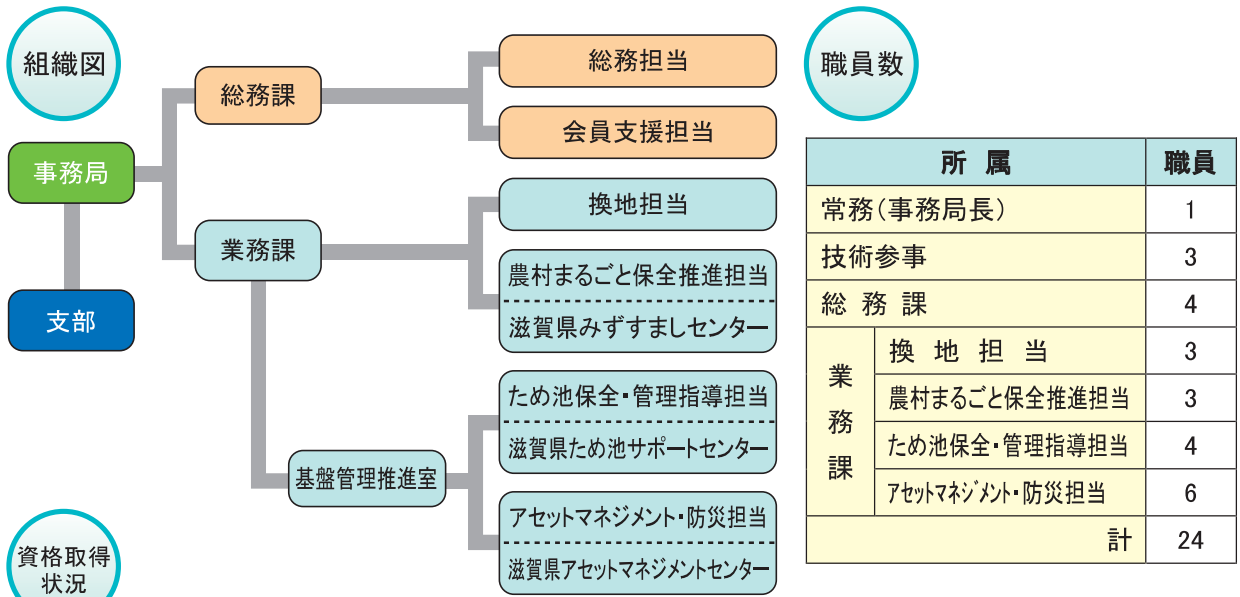 組織図
総務課
総務担当
会員支援担当
事務局
業務課
換地担当
農村まるごと保全推進担当
滋賀県みずすましセンター
支部
基盤管理推進室
ため池保全・管理指導担当
滋賀県ため池サポートセンター
アセットマネジメント・防災担当
滋賀県アセットマネジメントセンター
職員数
所属 職員
常務(事務局長) 1
技術参事 3
総務課 4
業務課
換地担当 3
農村まるごと保全推進担当 3
ため池保全・管理指導担当 4
アセットマネジメント・防災担当 6
計 24
資格取得
状況